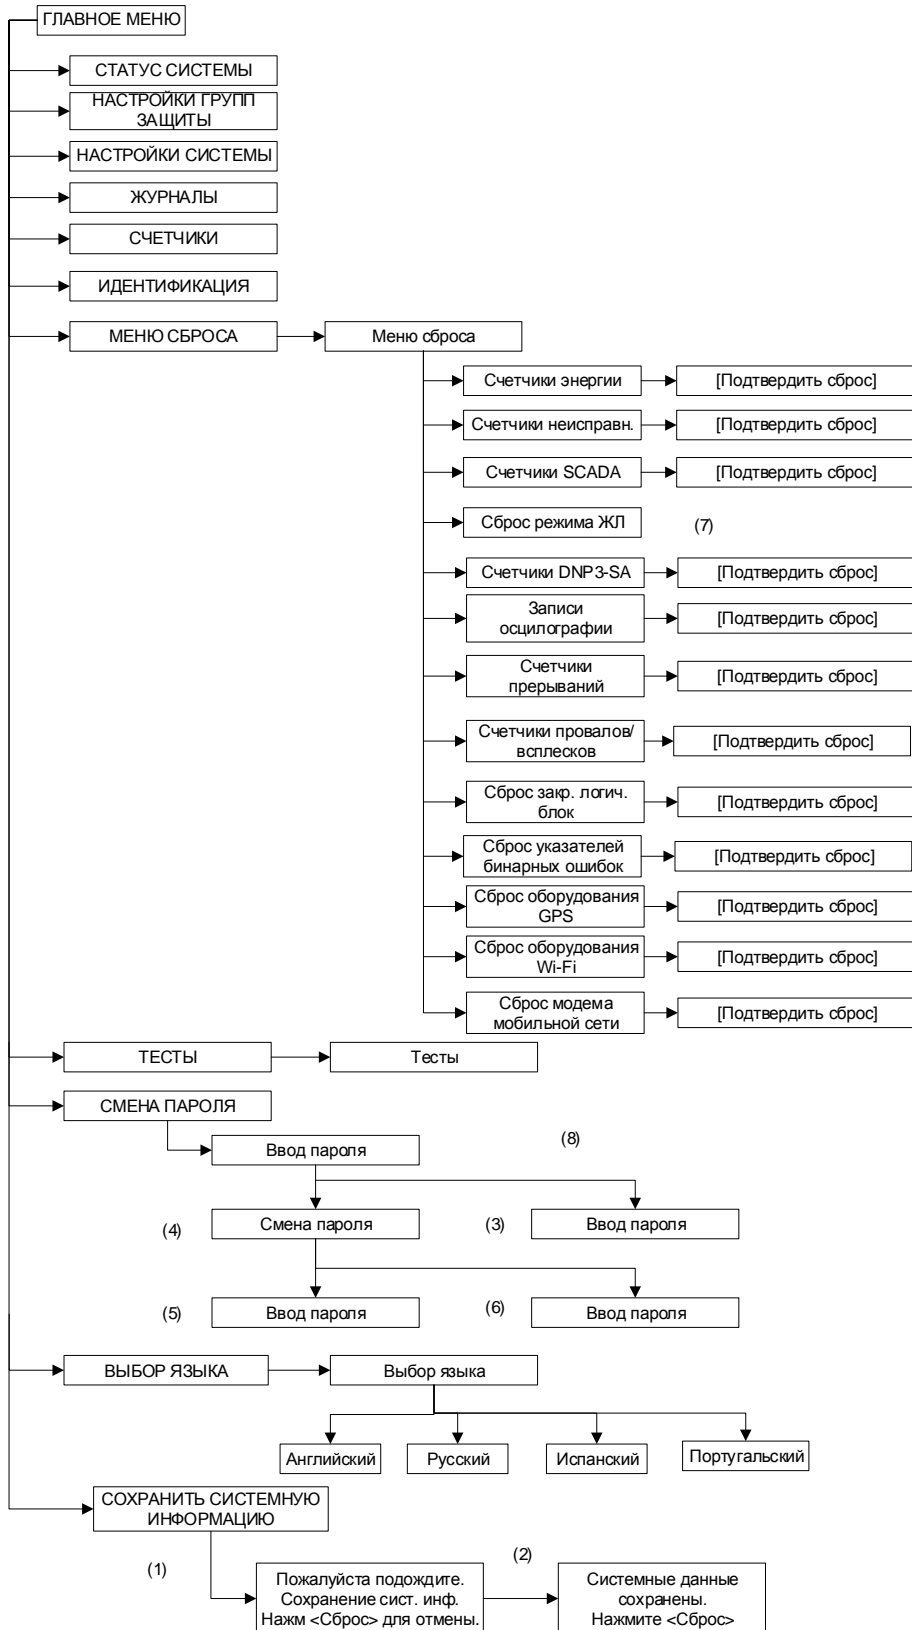 ГЛАВНОЕ МЕНЮ
СТАТУС СИСТЕМЫ
НАСТРОЙКИ ГРУПП
ЗАЩИТЫ
НАСТРОЙКИ СИСТЕМЫ
ЖУРНАЛЫ
СЧЕТЧИКИ
ИДЕНТИФИКАЦИЯ
МЕНЮ СБРОСА
Меню сброса
Счетчики энергии
[Подтвердить сброс]
Счетчики неисправн.
[Подтвердить сброс]
Счетчики SCADA
[Подтвердить сброс]
Сброс режима ЖЛ
(7)
Счетчики DNP3-SA
[Подтвердить сброс]
Записи
осцилографии
[Подтвердить сброс]
Счетчики
прерываний
[Подтвердить сброс]
Счетчики провалов/
всплесков
[Подтвердить сброс]
Сброс закр. логич.
блок
[Подтвердить сброс]
Сброс указателей
бинарных ошибок
[Подтвердить сброс]
Сброс оборудования
GPS
[Подтвердить сброс]
Сброс оборудования
Wi-Fi
[Подтвердить сброс]
Сброс модема
мобильной сети
[Подтвердить сброс]
ТЕСТЫ
Тесты
СМЕНА ПАРОЛЯ
Ввод пароля
(8)
(4)
Смена пароля
(3)
Ввод пароля
(5)
Ввод пароля
(6)
Ввод пароля
ВЫБОР ЯЗЫКА
Выбор языка
Английский
Русский
Испанский
Португальский
СОХРАНИТЬ СИСТЕМНУЮ
ИНФОРМАЦИЮ
(1)
Пожалуйста подождите.
Сохранение сист. инф.
Нажм <Сброс> для отмены.
(2)
Системные данные
сохранены.
Нажмите <Сброс>